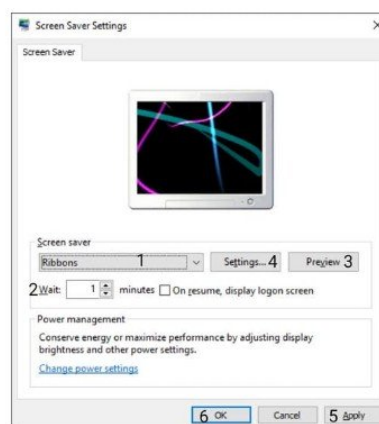 Screen Saver Settings
Screen Saver
Screen saver
Ribbons 1 Settings... 4 Preview 3
2 Wait: 1 minutes On resume, display logon screen
Power management
Conserve energy or maximize performance by adjusting display
brightness and other power settings.
Change power settings
6 OK Cancel 5 Apply